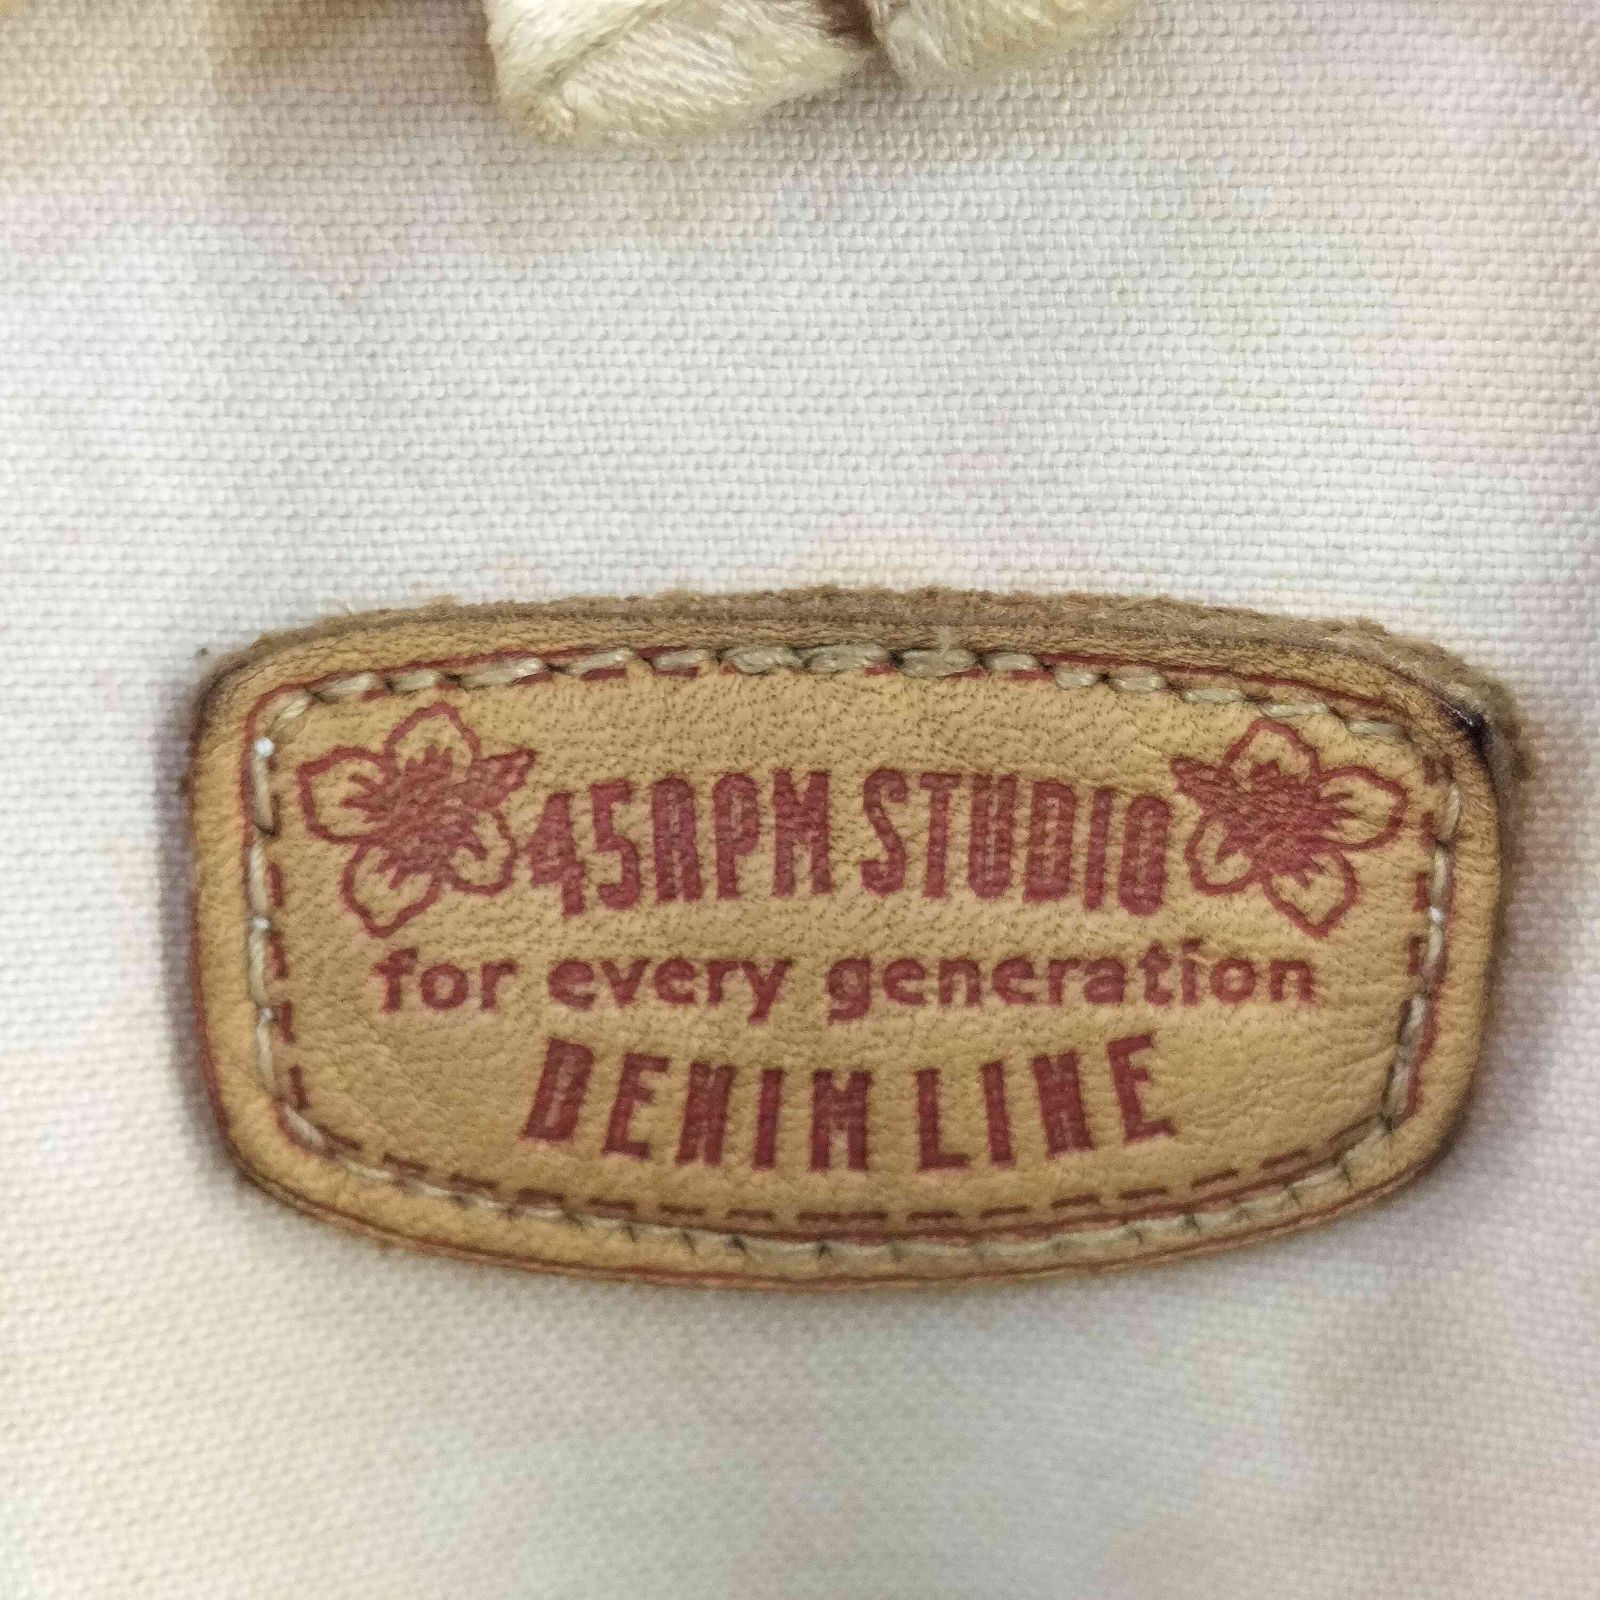 45RPM STUDIO
for every generation
DENIM LINE